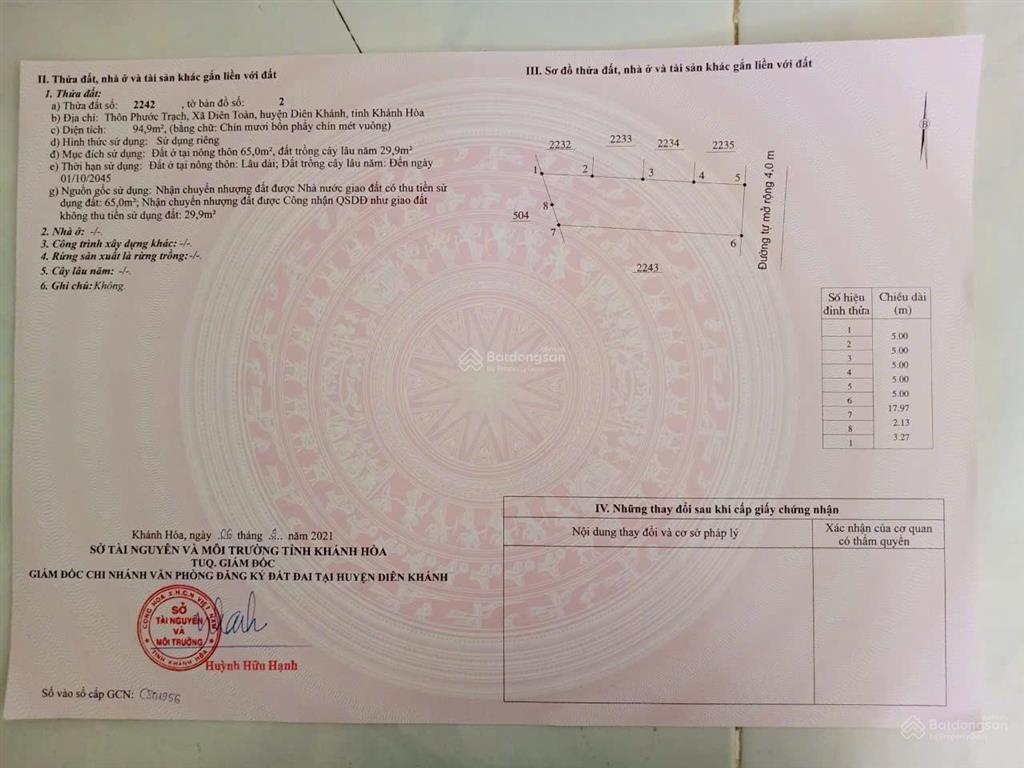 II. Thửa đất, nhà ở và tài sản khác gắn liền với đất
1. Thửa đất:
a) Thửa đất số: 2242 , tờ bản đồ số: 2
b) Địa chỉ: Thôn Phước Trạch, Xã Diên Toàn, huyện Diên Khánh, tỉnh Khánh Hòa
c) Diện tích: 94,9m², (bằng chữ: Chín mươi bốn phẩy chín mét vuông)
d) Hình thức sử dụng: Sử dụng riêng
đ) Mục đích sử dụng: Đất ở tại nông thôn 65,0m², đất trồng cây lâu năm 29,9m²
e) Thời hạn sử dụng: Đất ở tại nông thôn: Lâu dài; Đất trồng cây lâu năm: Đến ngày
01/10/2045
g) Nguồn gốc sử dụng: Nhận chuyển nhượng đất được Nhà nước giao đất có thu tiền sử
dụng đất: 65,0m²; Nhận chuyển nhượng đất được Công nhận QSDĐ như giao đất
không thu tiền sử dụng đất: 29,9m²
2. Nhà ở: -/-.
3. Công trình xây dựng khác: -/-.
4. Rừng sản xuất là rừng trồng:-/-.
5. Cây lâu năm: -/-.
6. Ghi chú: Không.
Khánh Hòa, ngày 06 tháng .. 2021
SỞ TÀI NGUYÊN VÀ MÔI TRƯỜNG TỈNH KHÁNH HÒA
TUQ. GIÁM ĐỐC
GIÁM ĐỐC CHI NHÁNH VĂN PHÒNG ĐĂNG KÝ ĐẤT ĐAI TẠI HUYỆN DIÊN KHÁNH
CỘNG HÒA X.H.C.N VIỆT NAM
SỞ
TÀI NGUYÊN
VÀ
MÔI TRƯỜNG
TỈNH KHÁNH HÒA
Huỳnh Hữu Hạnh
Số vào sổ cấp GCN: CS01956
III. Sơ đồ thửa đất, nhà ở và tài sản khác gắn liền với đất
B
2232 2233 2234 2235
1 2 3 4 5
8
504
7 6
2243
Đường tự mở rộng 4,0 m
Số hiệu Chiều dài
đỉnh thửa (m)
1
5.00
2
5.00
3
5.00
4
5.00
5
5.00
6
17.97
7
2.13
8
3.27
1
IV. Những thay đổi sau khi cấp giấy chứng nhận
Nội dung thay đổi và cơ sở pháp lý
Xác nhận của cơ quan
có thẩm quyền
Batdongsan
by PropertyGuru
Batdongsan
by PropertyGuru